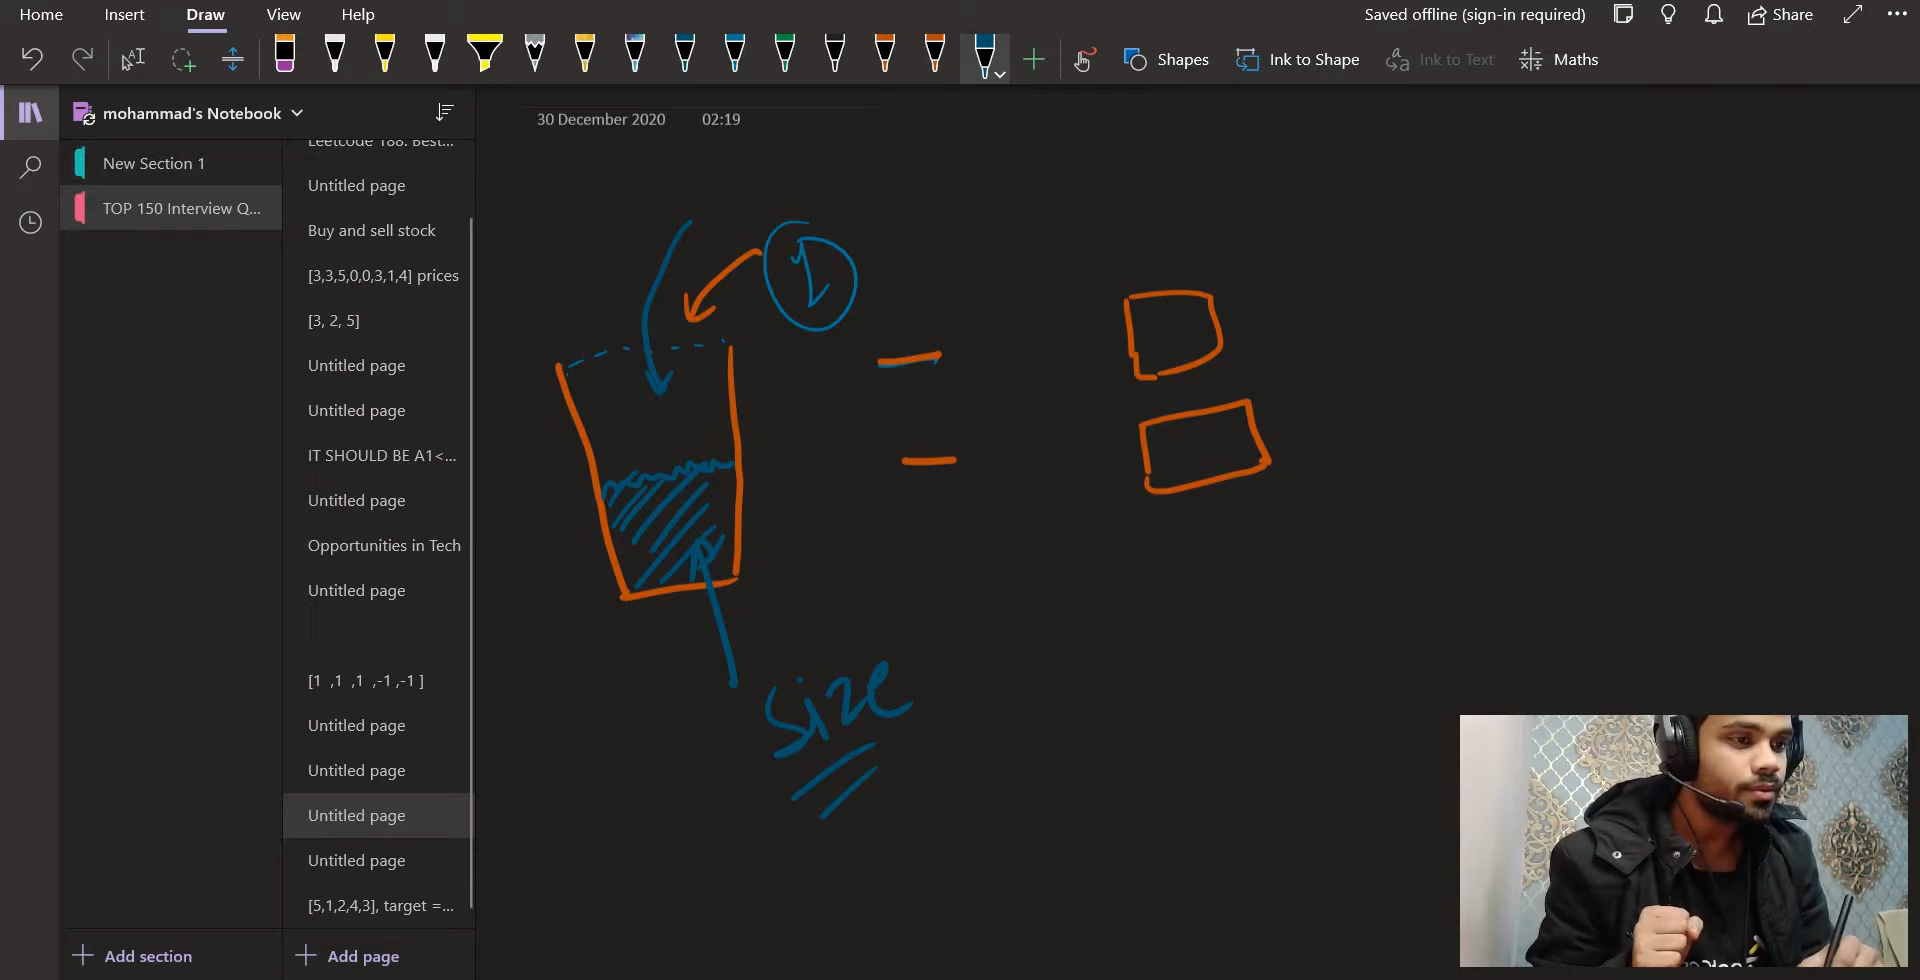 Home Insert Draw View Help Saved offline (sign-in required) Share
Shapes Ink to Shape Ink to Text Maths
mohammad's Notebook
New Section 1
TOP 150 Interview Q...
Leetcode 188. Best...
Untitled page
Buy and sell stock
[3,3,5,0,0,3,1,4] prices
[3, 2, 5]
Untitled page
Untitled page
IT SHOULD BE A1<...
Untitled page
Opportunities in Tech
Untitled page
[1 ,1 ,1 ,-1 ,-1 ]
Untitled page
Untitled page
Untitled page
Untitled page
[5,1,2,4,3], target =...
Add section
Add page
30 December 2020 02:19
size